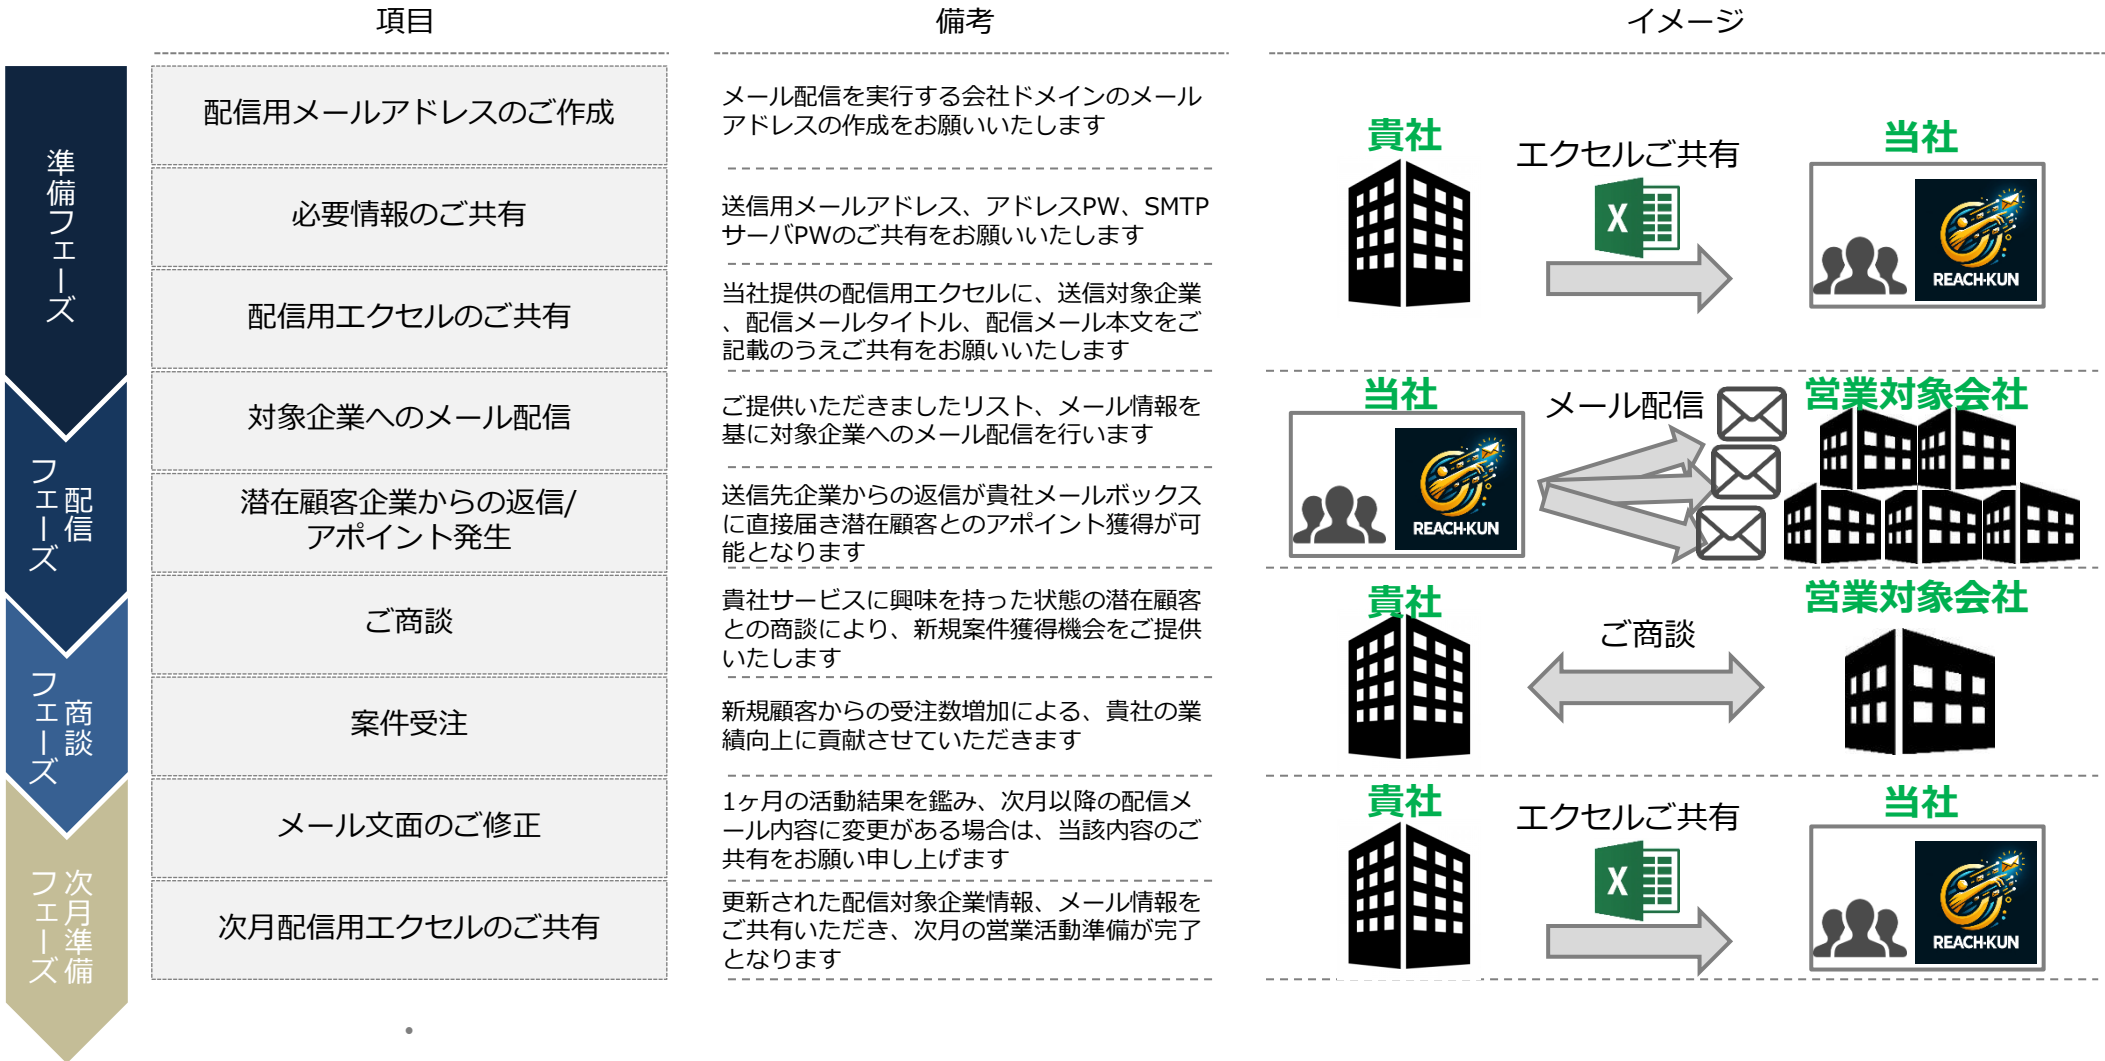 項目
備考
イメージ
準備フェーズ
配信用メールアドレスのご作成
メール配信を実行する会社ドメインのメール
アドレスの作成をお願いいたします
必要情報のご共有
送信用メールアドレス、アドレスPW、SMTP
サーバPWのご共有をお願いいたします
配信用エクセルのご共有
当社提供の配信用エクセルに、送信対象企業
、配信メールタイトル、配信メール本文をご
記載のうえご共有をお願いいたします
貴社
エクセルご共有
X
当社
REACH-KUN
配信
フェーズ
対象企業へのメール配信
ご提供いただきましたリスト、メール情報を
基に対象企業へのメール配信を行います
潜在顧客企業からの返信/
アポイント発生
送信先企業からの返信が貴社メールボックス
に直接届き潜在顧客とのアポイント獲得が可
能となります
当社
REACH-KUN
メール配信
営業対象会社
商談
フェーズ
ご商談
貴社サービスに興味を持った状態の潜在顧客
との商談により、新規案件獲得機会をご提供
いたします
案件受注
新規顧客からの受注数増加による、貴社の業
績向上に貢献させていただきます
貴社
ご商談
営業対象会社
次月準備
フェーズ
メール文面のご修正
1ヶ月の活動結果を鑑み、次月以降の配信メ
ール内容に変更がある場合は、当該内容のご
共有をお願い申し上げます
次月配信用エクセルのご共有
更新された配信対象企業情報、メール情報を
ご共有いただき、次月の営業活動準備が完了
となります
貴社
エクセルご共有
X
当社
REACH-KUN